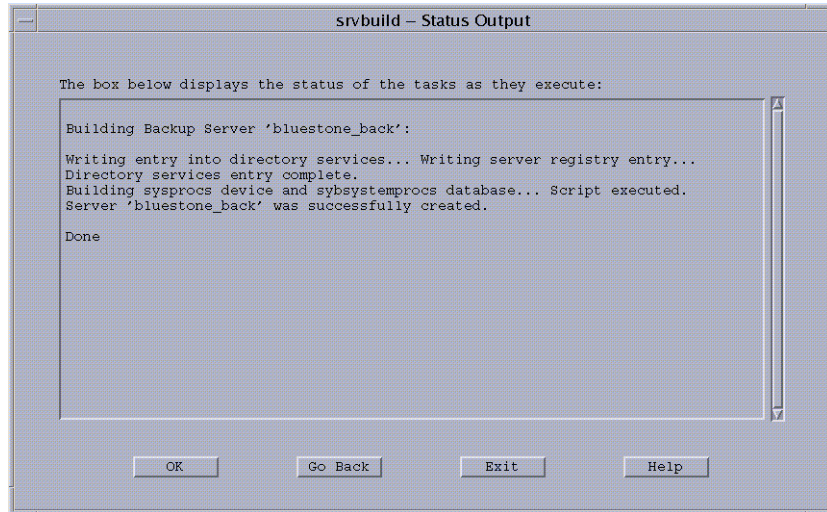 srvbuild – Status Output
The box below displays the status of the tasks as they execute:
Building Backup Server ’bluestone_back’:
Writing entry into directory services... Writing server registry entry...
Directory services entry complete.
Building sysprocs device and sybsystemprocs database... Script executed.
Server ’bluestone_back’ was successfully created.
Done
OK Go Back Exit Help